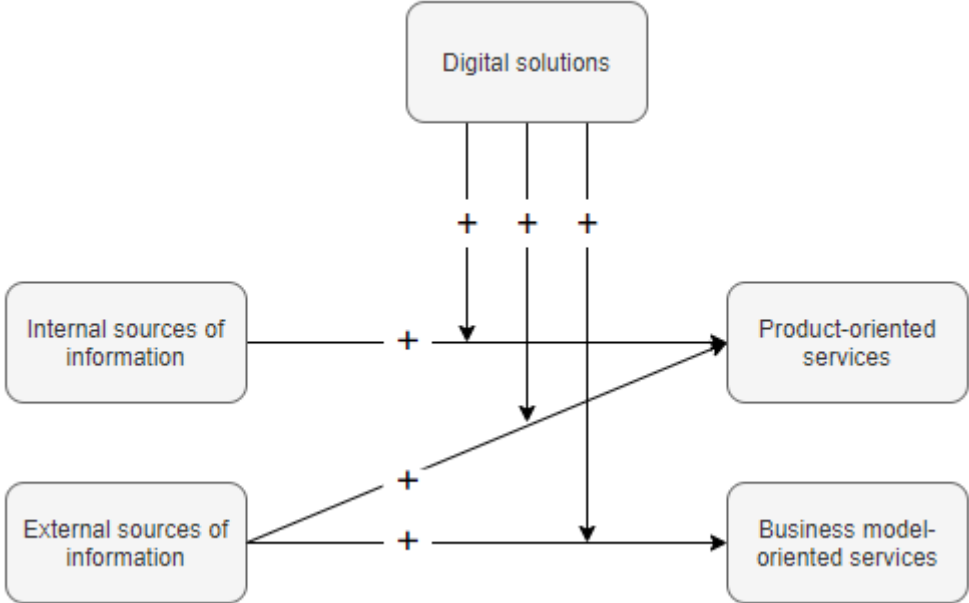 Digital solutions
+ + +
Internal sources of
information
+
Product-oriented
services
+
External sources of
information
+
Business model-
oriented services